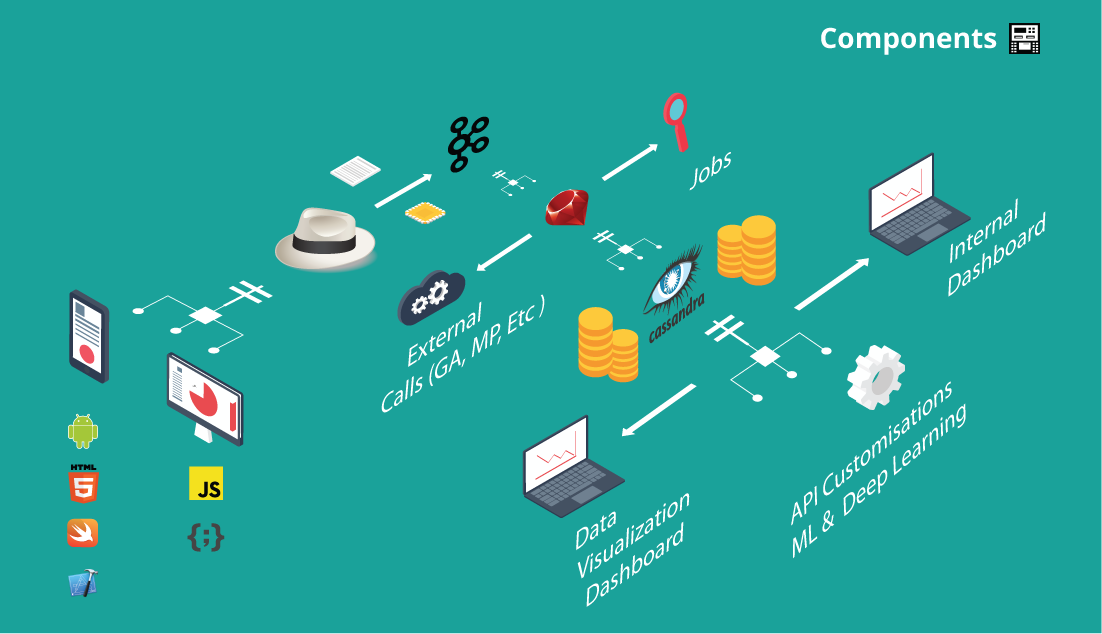 Components
Jobs
Internal
Dashboard
External
Calls (GA, MP, Etc )
cassandra
HTML
5
JS
{;}
API Customisations
ML & Deep Learning
Data
Visualization
Dashboard